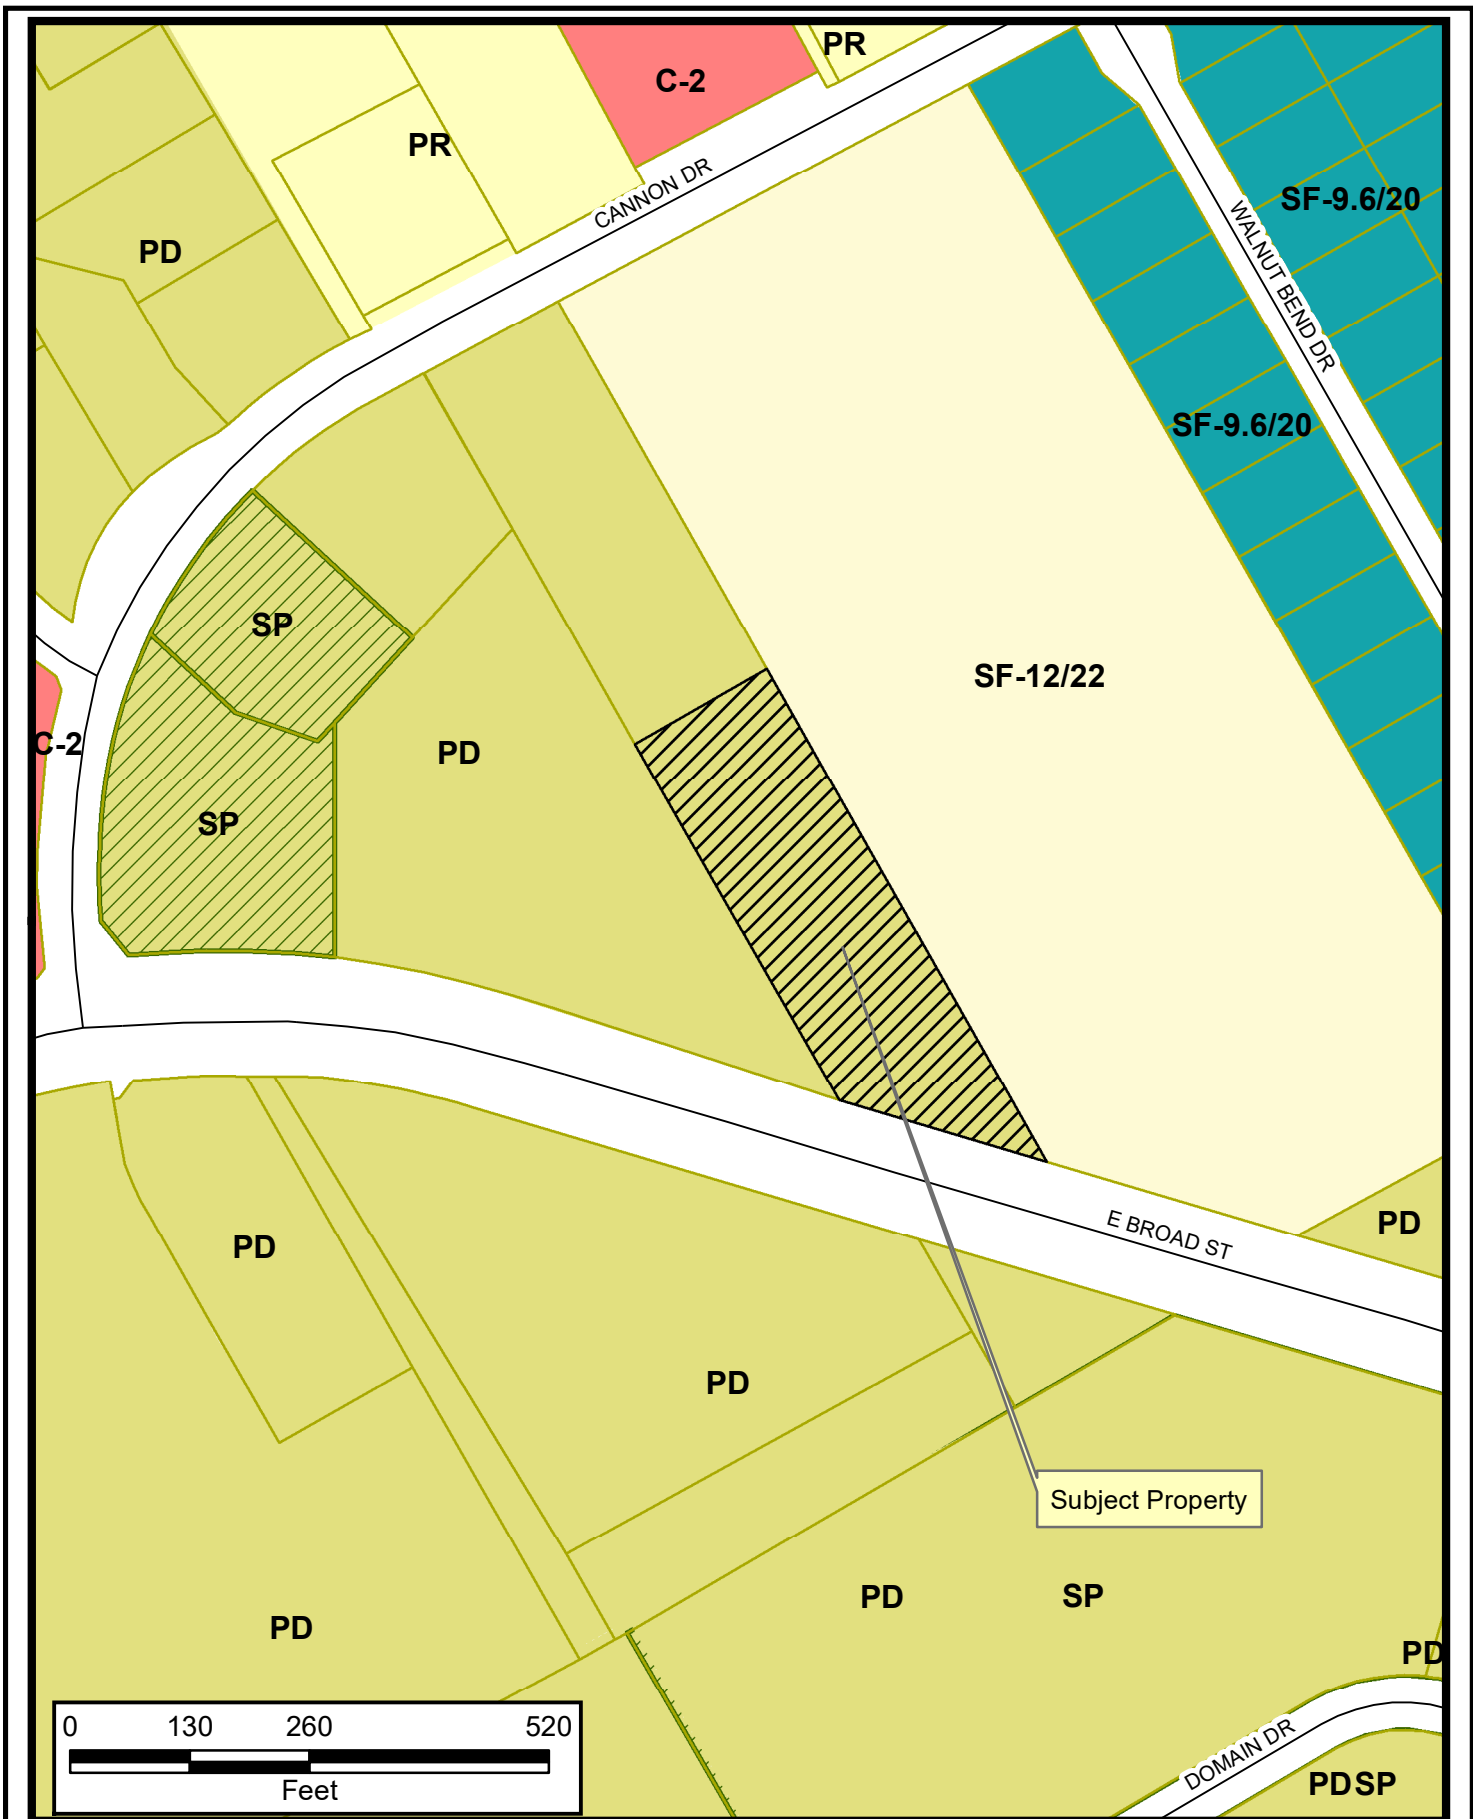 PR
C-2
PR
CANNON DR
SF-9.6/20
PD
WALNUT BEND DR
SF-9.6/20
SP
SF-12/22
C-2
PD
SP
E BROAD ST
PD
PD
PD
Subject Property
PD
SP
PD
PD
0 130 260 520
Feet
DOMAIN DR
PD SP